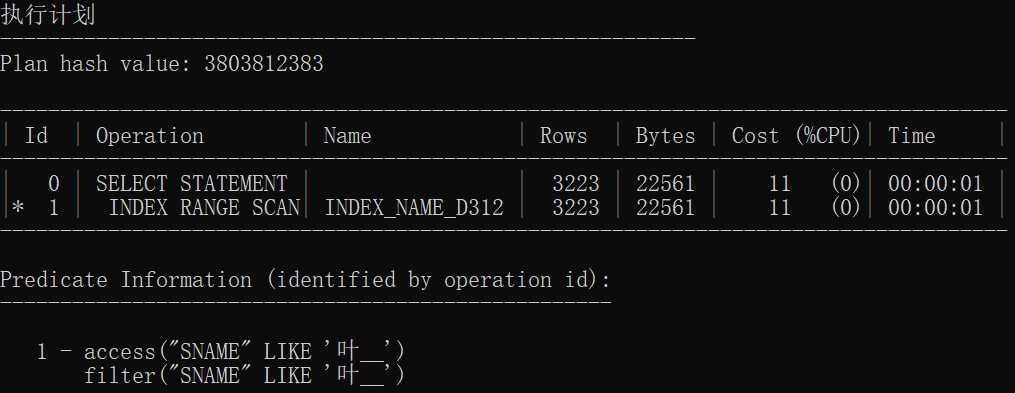 执行计划
----------------------------------------------------------
Plan hash value: 3803812383

------------------------------------------------------------------------------------
| Id  | Operation        | Name            | Rows  | Bytes | Cost (%CPU)| Time     |
------------------------------------------------------------------------------------
|   0 | SELECT STATEMENT |                 |  3223 | 22561 |    11   (0)| 00:00:01 |
|*  1 |  INDEX RANGE SCAN| INDEX_NAME_D312 |  3223 | 22561 |    11   (0)| 00:00:01 |
------------------------------------------------------------------------------------

Predicate Information (identified by operation id):
---------------------------------------------------

   1 - access("SNAME" LIKE '叶__')
       filter("SNAME" LIKE '叶__')